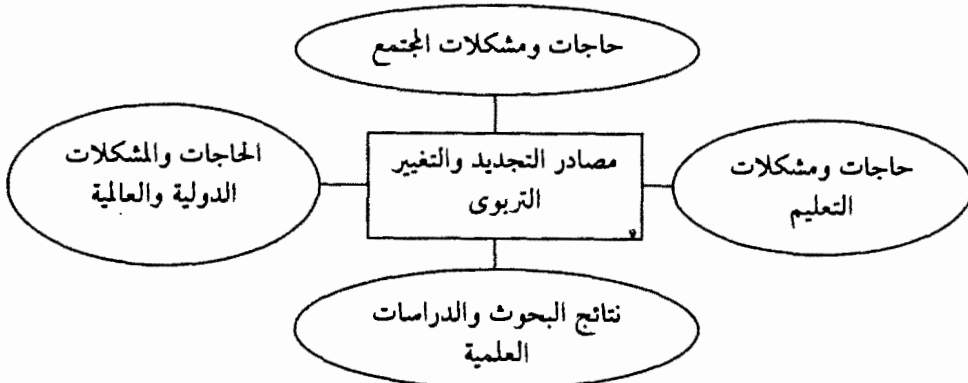 حاجات ومشكلات المجتمع
مصادر التجديد والتغيير
التربوى
حاجات ومشكلات
التعليم
الحاجات والمشكلات
الدولية والعالمية
نتائج البحوث والدراسات
العلمية